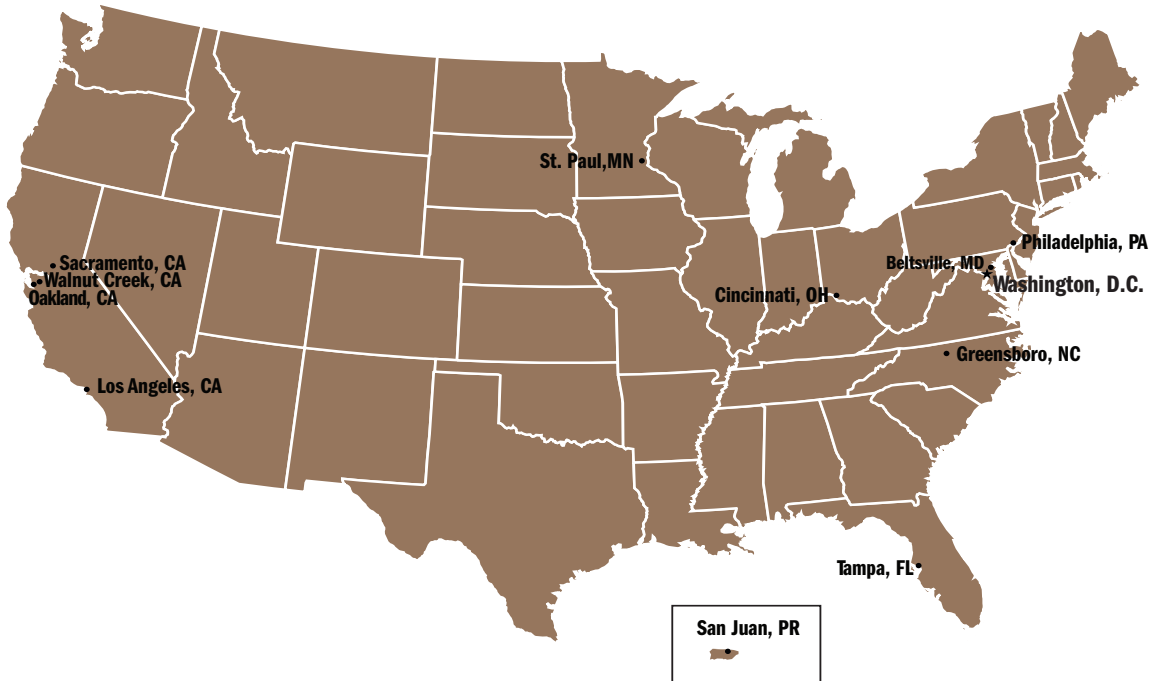 St. Paul,MN
Philadelphia, PA
Beltsville, MD
Sacramento, CA
Walnut Creek, CA
Washington, D.C.
Oakland, CA
Cincinnati, OH
Greensboro, NC
Los Angeles, CA
Tampa, FL
San Juan, PR